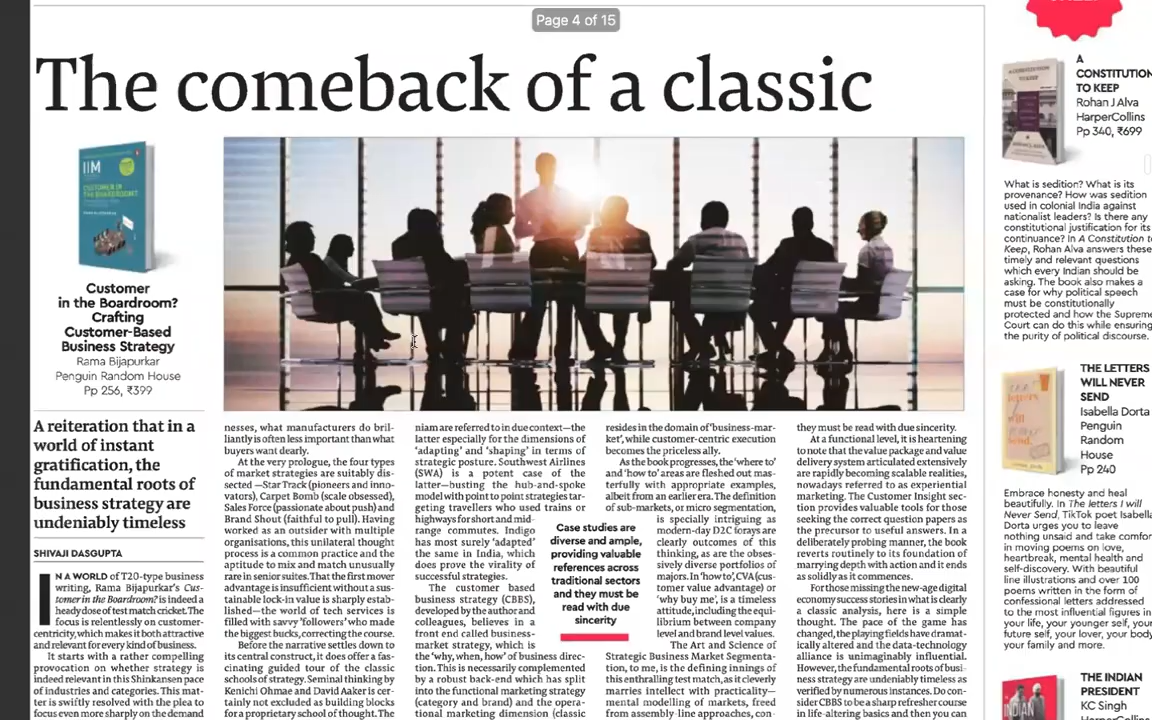 Page 4 of 15
The comeback of a classic
IIM
CUSTOMER IN
THE BOARDROOM?
Customer
in the Boardroom?
Crafting
Customer-Based
Business Strategy
Rama Bijapurkar
Penguin Random House
Pp 256, ₹399
A reiteration that in a
world of instant
gratification, the
fundamental roots of
business strategy are
undeniably timeless
SHIVAJI DASGUPTA
IN A WORLD of T20-type business
writing, Rama Bijapurkar's Cus-
tomer in the Boardroom? is indeed a
heady dose of test match cricket. The
focus is relentlessly on customer-
centricity, which makes it both attractive
and relevant for every kind of business.
It starts with a rather compelling
provocation on whether strategy is
indeed relevant in this Shinkansen pace
of industries and categories. This mat-
ter is swiftly resolved with the plea to
focus even more sharply on the demand
nesses, what manufacturers do bril-
liantly is often less important than what
buyers want dearly.
At the very prologue, the four types
of market strategies are suitably dis-
sected —Star Track (pioneers and inno-
vators), Carpet Bomb (scale obsessed),
Sales Force (passionate about push) and
Brand Shout (faithful to pull). Having
worked as an outsider with multiple
organisations, this unilateral thought
process is a common practice and the
aptitude to mix and match unusually
rare in senior suites. That the first mover
advantage is insufficient without a sus-
tainable lock-in value is sharply estab-
lished—the world of tech services is
filled with savvy 'followers' who made
the biggest bucks, correcting the course.
Before the narrative settles down to
its central construct, it does offer a fas-
cinating guided tour of the classic
schools of strategy. Seminal thinking by
Kenichi Ohmae and David Aaker is cer-
tainly not excluded as building blocks
for a proprietary school of thought. The
niam are referred to in due context—the
latter especially for the dimensions of
'adapting' and 'shaping' in terms of
strategic posture. Southwest Airlines
(SWA) is a potent case of the
latter—busting the hub-and-spoke
model with point to point strategies tar-
geting travellers who used trains or
highways for short and mid-
range commutes. Indigo
has most surely 'adapted'
the same in India, which
does prove the virality of
successful strategies.
The customer based
business strategy (CBBS),
developed by the author and
colleagues, believes in a
front end called business-
market strategy, which is
the 'why, when, how' of business direc-
tion. This is necessarily complemented
by a robust back-end which has split
into the functional marketing strategy
(category and brand) and the opera-
tional marketing dimension (classic
Case studies are
diverse and ample,
providing valuable
references across
traditional sectors
and they must be
read with due
sincerity
resides in the domain of 'business-mar-
ket', while customer-centric execution
becomes the priceless ally.
As the book progresses, the 'where to'
and 'how to' areas are fleshed out mas-
terfully with appropriate examples,
albeit from an earlier era. The definition
of sub-markets, or micro segmentation,
is specially intriguing as
modern-day D2C forays are
clearly outcomes of this
thinking, as are the obses-
sively diverse portfolios of
majors. In 'how to', CVA (cus-
tomer value advantage) or
'why buy me', is a timeless
attitude, including the equi-
librium between company
level and brand level values.
The Art and Science of
Strategic Business Market Segmenta-
tion, to me, is the defining innings of
this enthralling test match, as it cleverly
marries intellect with practicality—
mental modelling of markets, freed
from assembly-line approaches, con-
they must be read with due sincerity.
At a functional level, it is heartening
to note that the value package and value
delivery system articulated extensively
are rapidly becoming scalable realities,
nowadays referred to as experiential
marketing. The Customer Insight sec-
tion provides valuable tools for those
seeking the correct question papers as
the precursor to useful answers. In a
deliberately probing manner, the book
reverts routinely to its foundation of
marrying depth with action and it ends
as solidly as it commences.
For those missing the new-age digital
economy success stories in what is clearly
a classic analysis, here is a simple
thought. The pace of the game has
changed, the playing fields have dramat-
ically altered and the data-technology
alliance is unimaginably influential.
However, the fundamental roots of busi-
ness strategy are undeniably timeless as
verified by numerous instances. Do con-
sider CBBS to be a sharp refresher course
in life-altering basics and then you can
A
CONSTITUTION
TO KEEP
Rohan J Alva
HarperCollins
Pp 340, ₹699
What is sedition? What is its
provenance? How was sedition
used in colonial India against
nationalist leaders? Is there any
constitutional justification for its
continuance? In A Constitution to
Keep, Rohan Alva answers these
timely and relevant questions
which every Indian should be
asking. The book also makes a
case for why political speech
must be constitutionally
protected and how the Supreme
Court can do this while ensuring
the purity of political discourse.
THE LETTERS
WILL NEVER
SEND
Isabella Dorta
Penguin
Random
House
Pp 240
Embrace honesty and heal
beautifully. In The letters I will
Never Send, TikTok poet Isabella
Dorta urges you to leave
nothing unsaid and take comfort
in moving poems on love,
heartbreak, mental health and
self-discovery. With beautiful
line illustrations and over 100
poems written in the form of
confessional letters addressed
to the most influential figures in
your life, your younger self, your
future self, your lover, your body,
your family and more.
THE INDIAN
PRESIDENT
KC Singh
HarperCollins